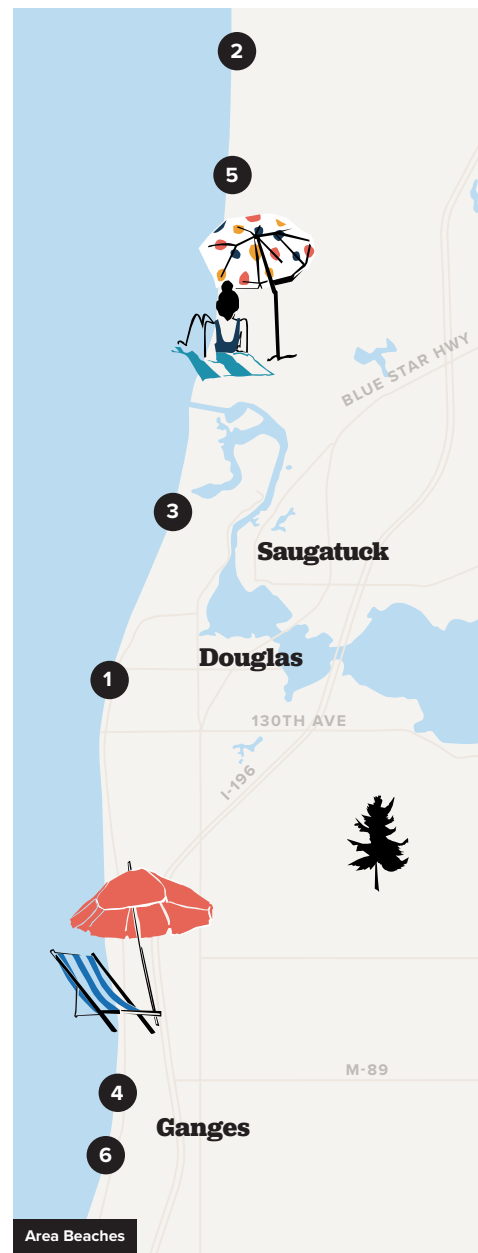 2
5
BLUE STAR HWY
3
Saugatuck
Douglas
1
130TH AVE
I-196
M-89
4
Ganges
6
Area Beaches